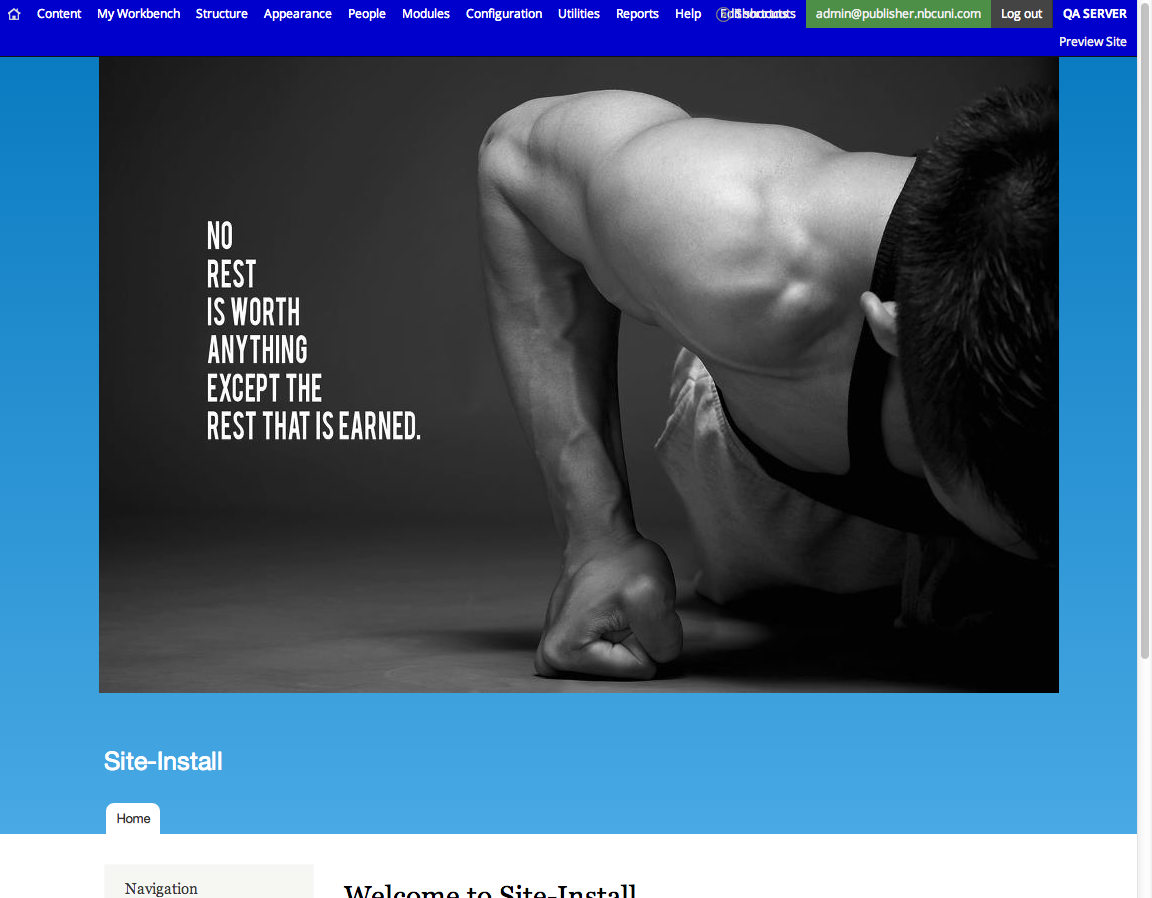 Content My Workbench Structure Appearance People Modules Configuration Utilities Reports Help Edit shortcuts admin@publisher.nbcuni.com Log out QA SERVER
Preview Site
NO
REST
IS WORTH
ANYTHING
EXCEPT THE
REST THAT IS EARNED.
Site-Install
Home
Navigation
Welcome to Site-Install